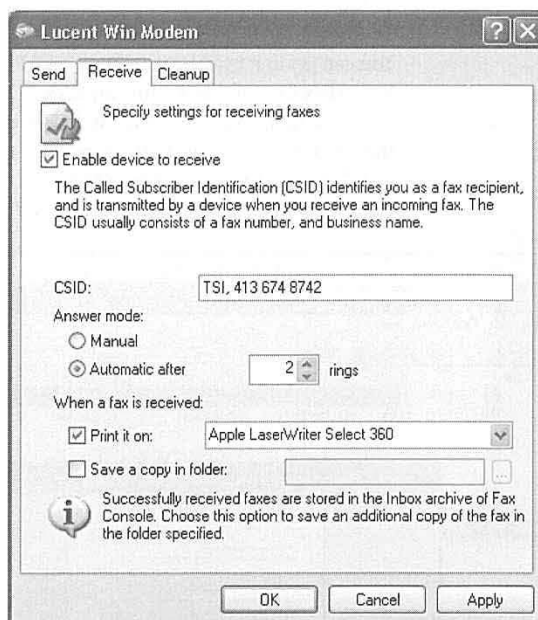 Lucent Win Modem
Send Receive Cleanup
Specify settings for receiving faxes
Enable device to receive
The Called Subscriber Identification (CSID) identifies you as a fax recipient,
and is transmitted by a device when you receive an incoming fax. The
CSID usually consists of a fax number, and business name.
CSID: TSI, 413 674 8742
Answer mode:
Manual
Automatic after 2 rings
When a fax is received:
Print it on: Apple LaserWriter Select 360
Save a copy in folder: ...
Successfully received faxes are stored in the Inbox archive of Fax
Console. Choose this option to save an additional copy of the fax in
the folder specified.
OK Cancel Apply